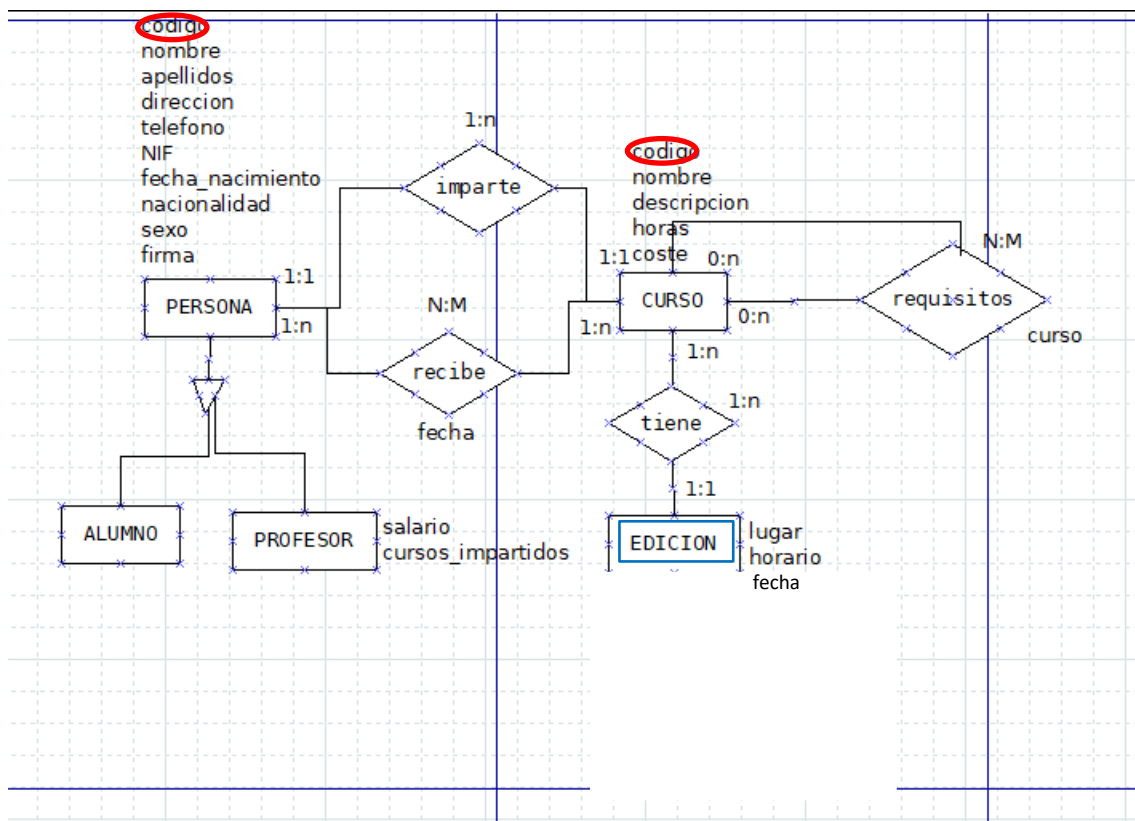 codigo
nombre
apellidos
direccion
telefono
NIF
fecha_nacimiento
nacionalidad
sexo
firma
1:n
imparte
codigo
nombre
descripcion
horas
coste
1:1
0:n
N:M
1:1
PERSONA
1:n
N:M
CURSO
1:n
0:n
requisitos
curso
recibe
fecha
1:n
1:n
tiene
1:1
ALUMNO
PROFESOR
salario
cursos_impartidos
EDICION
lugar
horario
fecha